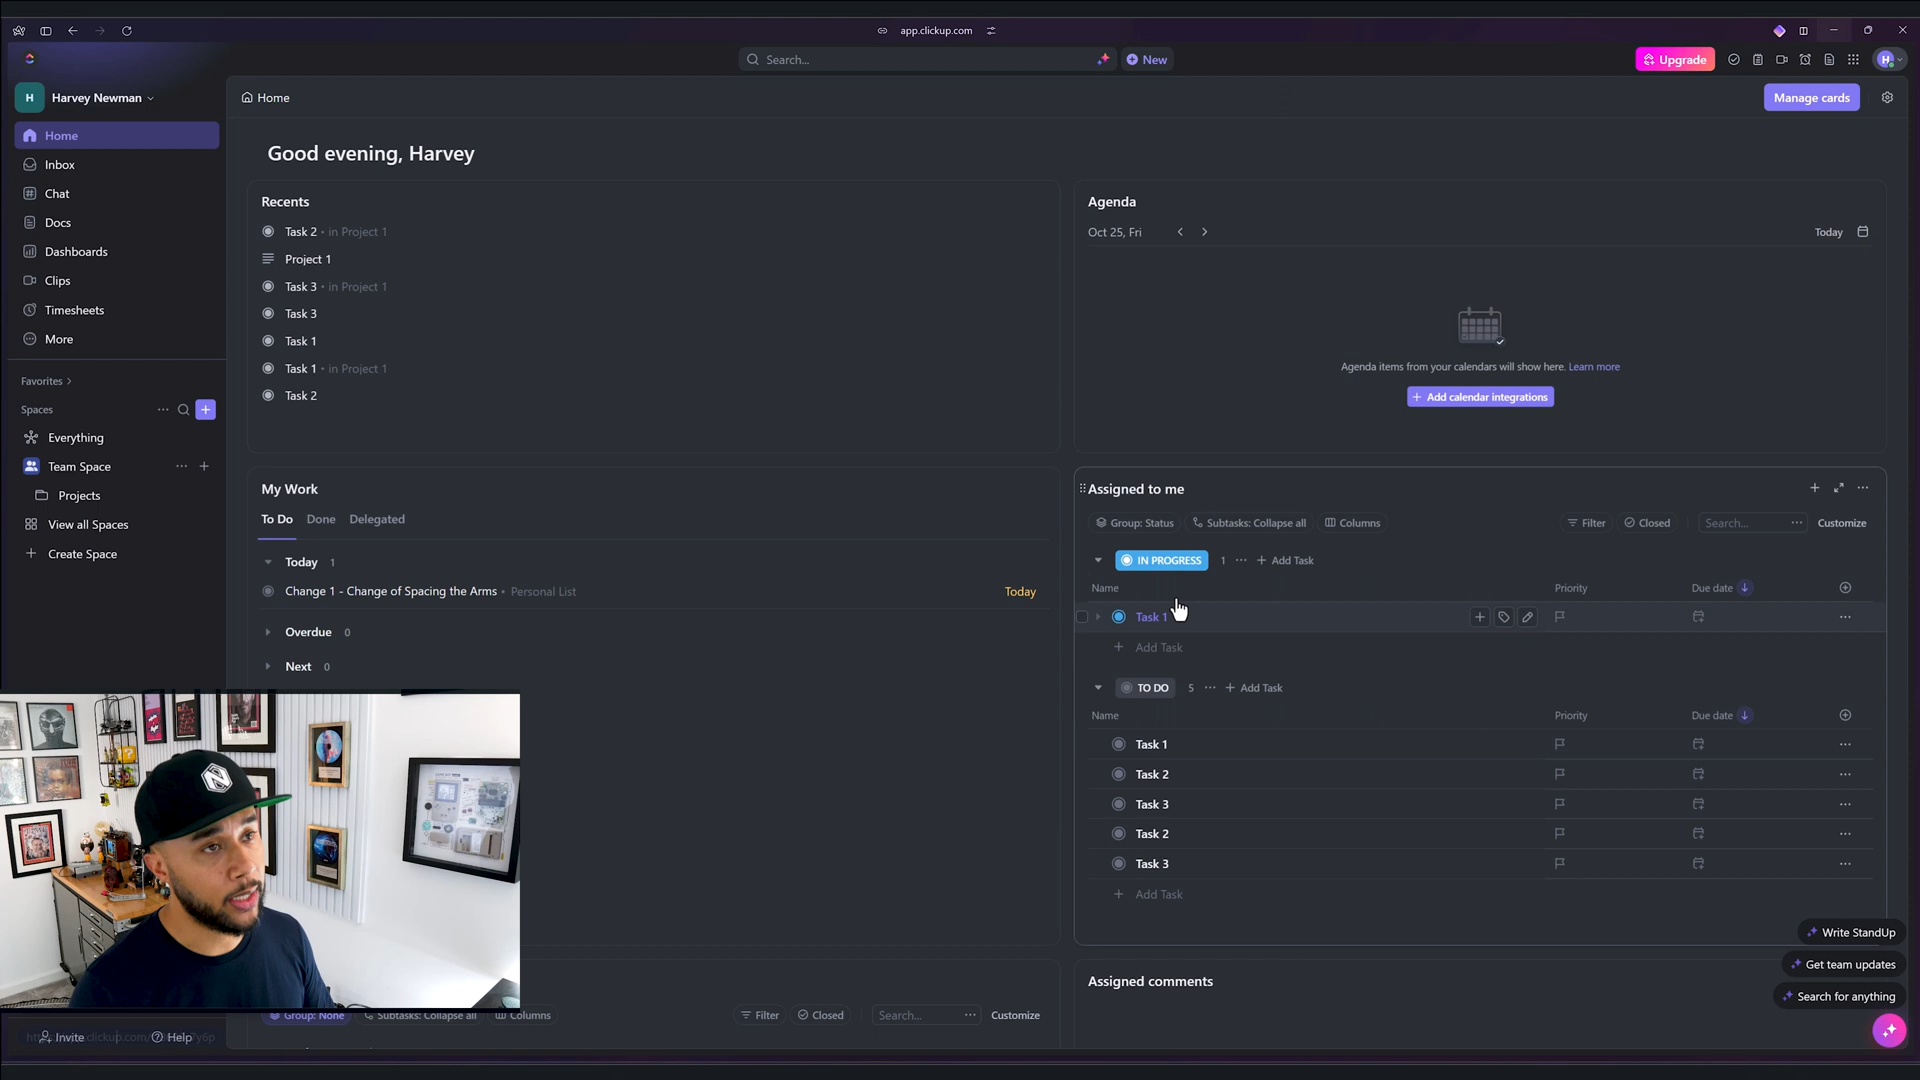 app.clickup.com
Search...
New
Upgrade
H
H
Harvey Newman
Home
Manage cards
Home
Inbox
Chat
Docs
Dashboards
Clips
Timesheets
More
Favorites
Spaces
Everything
Team Space
Projects
View all Spaces
Create Space
Good evening, Harvey
Recents
Task 2 • in Project 1
Project 1
Task 3 • in Project 1
Task 3
Task 1
Task 1 • in Project 1
Task 2
Agenda
Oct 25, Fri
Today
Agenda items from your calendars will show here. Learn more
+ Add calendar integrations
My Work
To Do Done Delegated
Today 1
Change 1 - Change of Spacing the Arms • Personal List Today
Overdue 0
Next 0
Assigned to me
Group: Status Subtasks: Collapse all Columns Filter Closed Search... Customize
IN PROGRESS 1 ... + Add Task
Name Priority Due date
Task 1
+ Add Task
TO DO 5 ... + Add Task
Name Priority Due date
Task 1
Task 2
Task 3
Task 2
Task 3
+ Add Task
Write StandUp
Get team updates
Search for anything
Assigned comments
Group: None Subtasks: Collapse all Columns Filter Closed Search... Customize
Invite Help